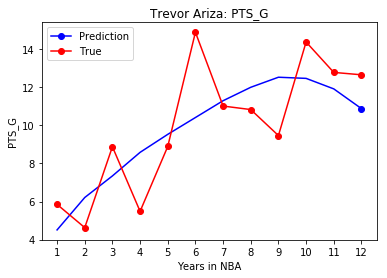 Trevor Ariza: PTS_G
Prediction
True
PTS_G
14
12
10
8
6
4
1 2 3 4 5 6 7 8 9 10 11 12
Years in NBA